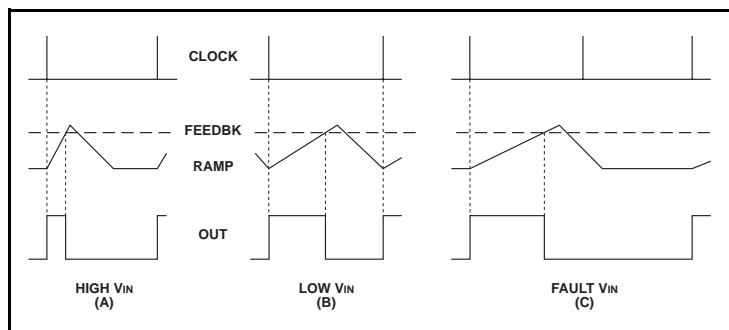 CLOCK
FEEDBK
RAMP
OUT
HIGH VIN
(A)
LOW VIN
(B)
FAULT VIN
(C)